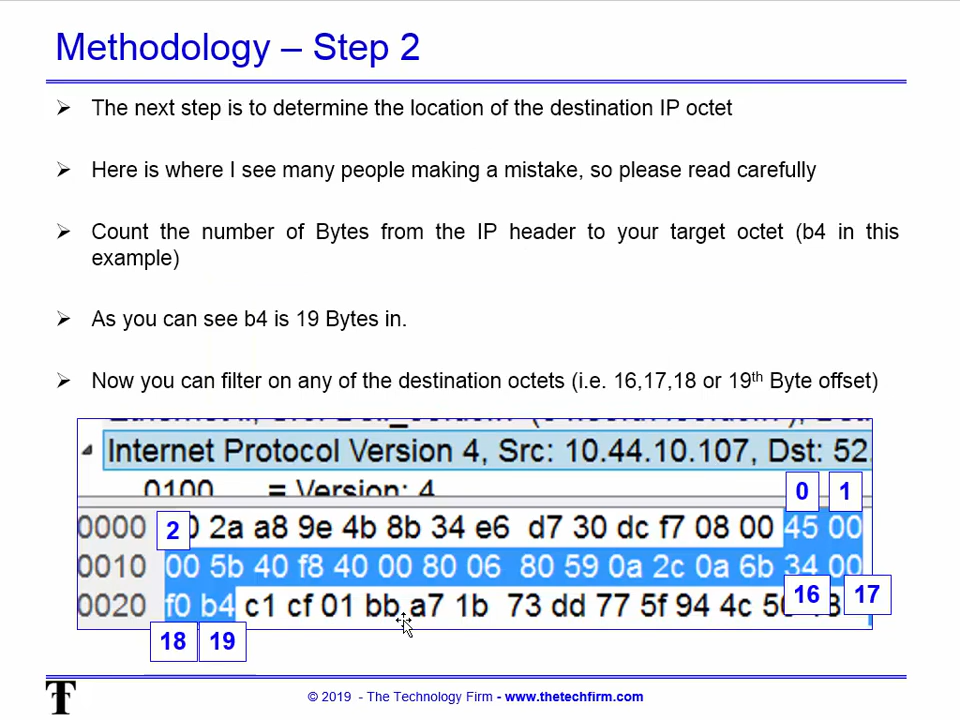 Methodology – Step 2
The next step is to determine the location of the destination IP octet
Here is where I see many people making a mistake, so please read carefully
Count the number of Bytes from the IP header to your target octet (b4 in this
example)
As you can see b4 is 19 Bytes in.
Now you can filter on any of the destination octets (i.e. 16,17,18 or 19th Byte offset)
Internet Protocol Version 4, Src: 10.44.10.107, Dst: 52.
0100 = Version: 4
0 1
0000 2 0 2a a8 9e 4b 8b 34 e6 d7 30 dc f7 08 00 45 00
0010 00 5b 40 f8 40 00 80 06 80 59 0a 2c 0a 6b 34 00
16 17
0020 f0 b4 c1 cf 01 bb a7 1b 73 dd 77 5f 94 4c
18 19
T
© 2019 - The Technology Firm - www.thetechfirm.com